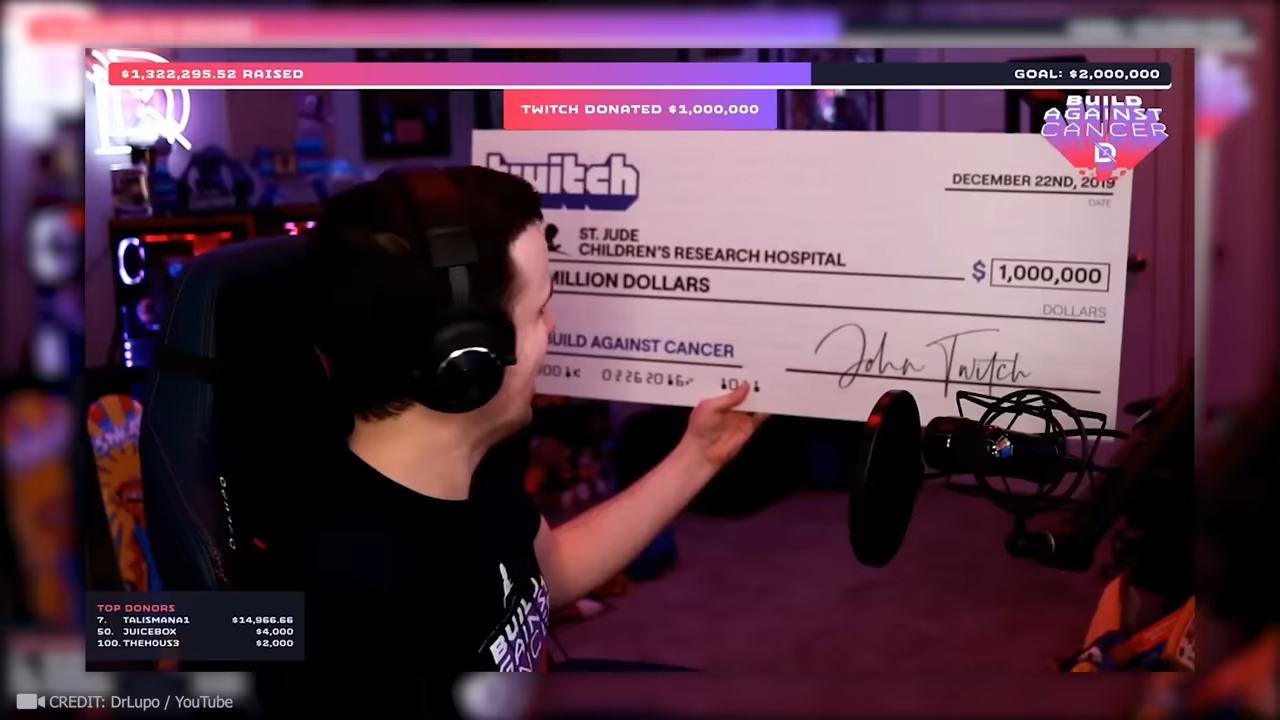 $1,322,295.52 RAISED
GOAL: $2,000,000
TWITCH DONATED $1,000,000
BUILD
AGAINST
CANCER
D
twitch
DECEMBER 22ND, 2019
DATE
ST. JUDE
CHILDREN'S RESEARCH HOSPITAL
$ 1,000,000
MILLION DOLLARS
DOLLARS
BUILD AGAINST CANCER
John Twitch
BUILD
TOP DONORS
7. TALISMANA1 $14,966.66
50. JUICEBOX $4,000
100. THEH0US3 $2,000
CREDIT: DrLupo / YouTube